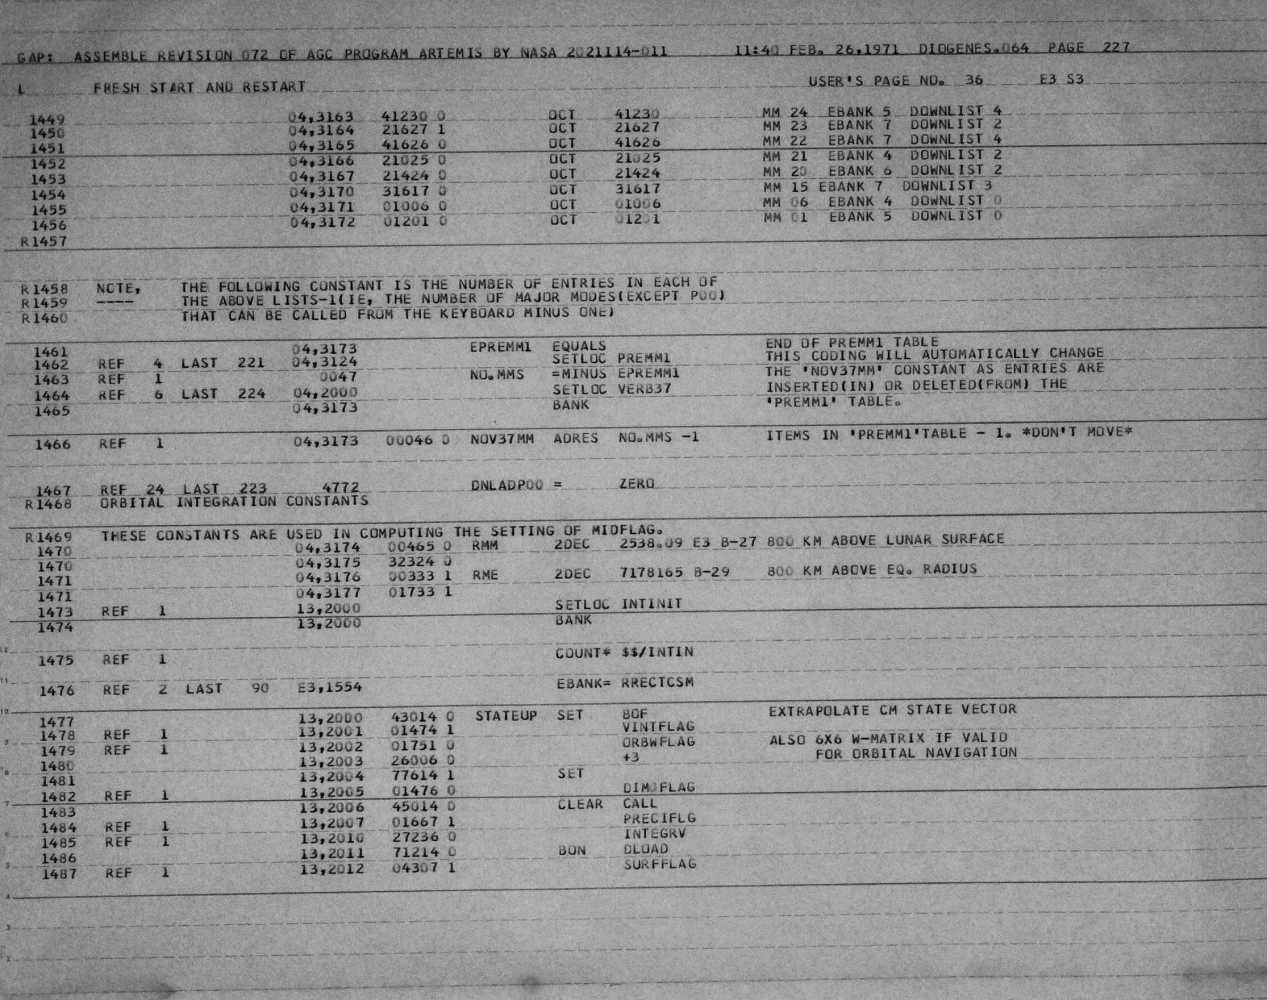 GAP: ASSEMBLE REVISION 072 OF AGC PROGRAM ARTEMIS BY NASA 2021114-011 11:40 FEB. 26,1971 DIOGENES.064 PAGE 227
L FRESH START AND RESTART USER'S PAGE NO. 36 E3 S3
1449 04,3163 41230 0 OCT 41230 MM 24 EBANK 5 DOWNLIST 4
1450 04,3164 21627 1 OCT 21627 MM 23 EBANK 7 DOWNLIST 2
1451 04,3165 41626 0 OCT 41626 MM 22 EBANK 7 DOWNLIST 4
1452 04,3166 21025 0 OCT 21025 MM 21 EBANK 4 DOWNLIST 2
1453 04,3167 21424 0 OCT 21424 MM 20 EBANK 6 DOWNLIST 2
1454 04,3170 31617 0 OCT 31617 MM 15 EBANK 7 DOWNLIST 3
1455 04,3171 01006 0 OCT 01006 MM 06 EBANK 4 DOWNLIST 0
1456 04,3172 01201 0 OCT 01201 MM 01 EBANK 5 DOWNLIST 0
R1457
R1458 NOTE, THE FOLLOWING CONSTANT IS THE NUMBER OF ENTRIES IN EACH OF
R1459 ---- THE ABOVE LISTS-1(IE, THE NUMBER OF MAJOR MODES(EXCEPT P00)
R1460 THAT CAN BE CALLED FROM THE KEYBOARD MINUS ONE)
1461 04,3173 EPREMM1 EQUALS END OF PREMM1 TABLE
1462 REF 4 LAST 221 04,3124 SETLOC PREMM1 THIS CODING WILL AUTOMATICALLY CHANGE
1463 REF 1 0047 NO.MMS =MINUS EPREMM1 THE 'NOV37MM' CONSTANT AS ENTRIES ARE
1464 REF 6 LAST 224 04,2000 SETLOC VERB37 INSERTED(IN) OR DELETED(FROM) THE
1465 04,3173 BANK 'PREMM1' TABLE.
1466 REF 1 04,3173 00046 0 NOV37MM ADRES NO.MMS -1 ITEMS IN 'PREMM1'TABLE - 1. *DON'T MOVE*
1467 REF 24 LAST 223 4772 DNLADP00 = ZERO
R1468 ORBITAL INTEGRATION CONSTANTS
R1469 THESE CONSTANTS ARE USED IN COMPUTING THE SETTING OF MIDFLAG.
1470 04,3174 00465 0 RMM 2DEC 2538.09 E3 B-27 800 KM ABOVE LUNAR SURFACE
1470 04,3175 32324 0
1471 04,3176 00333 1 RME 2DEC 7178165 B-29 800 KM ABOVE EQ. RADIUS
1471 04,3177 01733 1
1473 REF 1 13,2000 SETLOC INTINIT
1474 13,2000 BANK
1475 REF 1 COUNT* $$/INTIN
1476 REF 2 LAST 90 E3,1554 EBANK= RRECTCSM
1477 13,2000 43014 0 STATEUP SET BOF EXTRAPOLATE CM STATE VECTOR
1478 REF 1 13,2001 01474 1 VINTFLAG
1479 REF 1 13,2002 01751 0 ORBWFLAG ALSO 6X6 W-MATRIX IF VALID
1480 13,2003 26006 0 +3 FOR ORBITAL NAVIGATION
1481 13,2004 77614 1 SET
1482 REF 1 13,2005 01476 0 DIM0FLAG
1483 13,2006 45014 0 CLEAR CALL
1484 REF 1 13,2007 01667 1 PRECIFLG
1485 REF 1 13,2010 27236 0 INTEGRV
1486 13,2011 71214 0 BON DLOAD
1487 REF 1 13,2012 04307 1 SURFFLAG